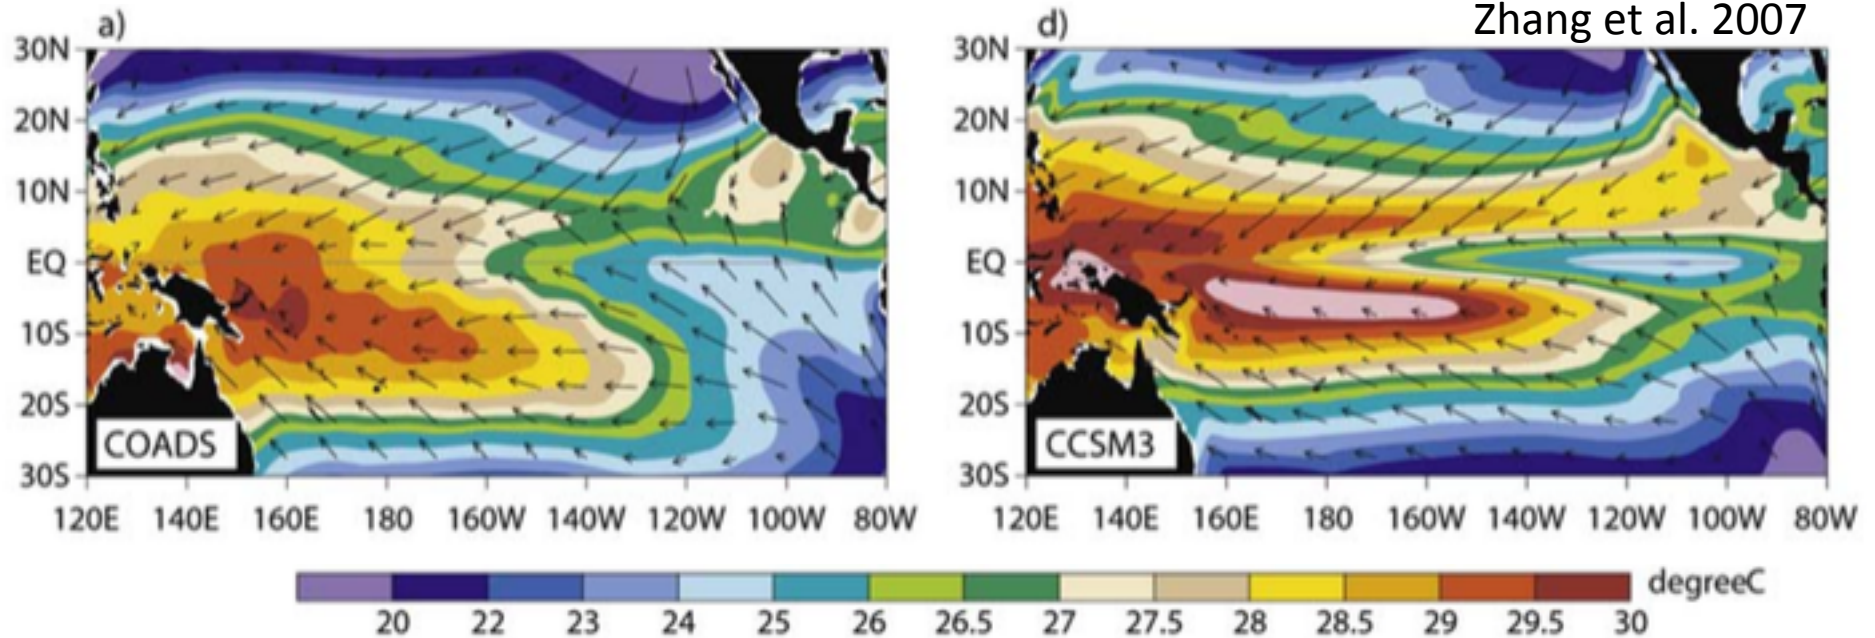 Zhang et al. 2007
a)
30N
20N
10N
EQ
10S
20S
30S
COADS
120E 140E 160E 180 160W 140W 120W 100W 80W
d)
30N
20N
10N
EQ
10S
20S
30S
CCSM3
120E 140E 160E 180 160W 140W 120W 100W 80W
degreeC
20 22 23 24 25 26 26.5 27 27.5 28 28.5 29 29.5 30